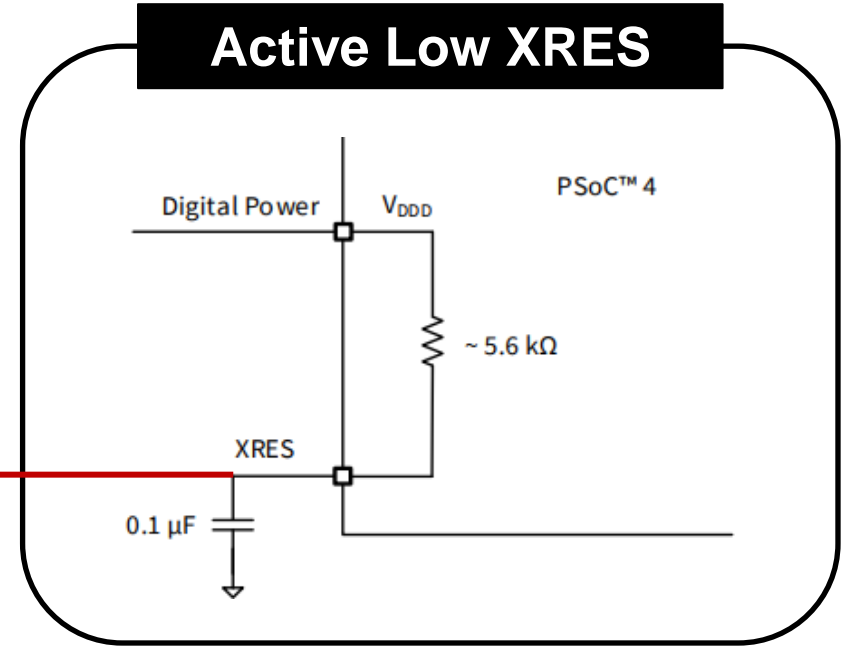 Active Low XRES
PSoC™ 4
Digital Power
V_DDD
~ 5.6 kΩ
XRES
0.1 µF